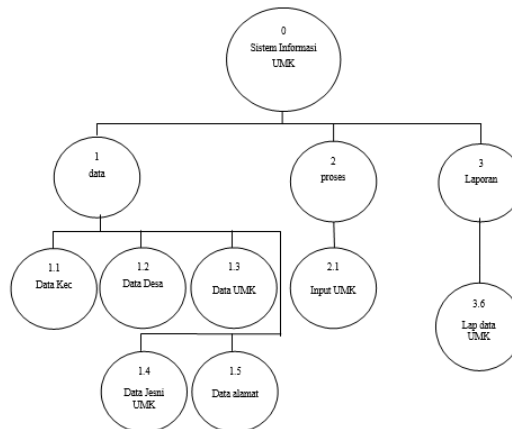 0
Sistem Informasi
UMK
1
data
2
proses
3
Laporan
1.1
Data Kec
1.2
Data Desa
1.3
Data UMK
2.1
Input UMK
3.6
Lap data
UMK
1.4
Data Jesni
UMK
1.5
Data alamat